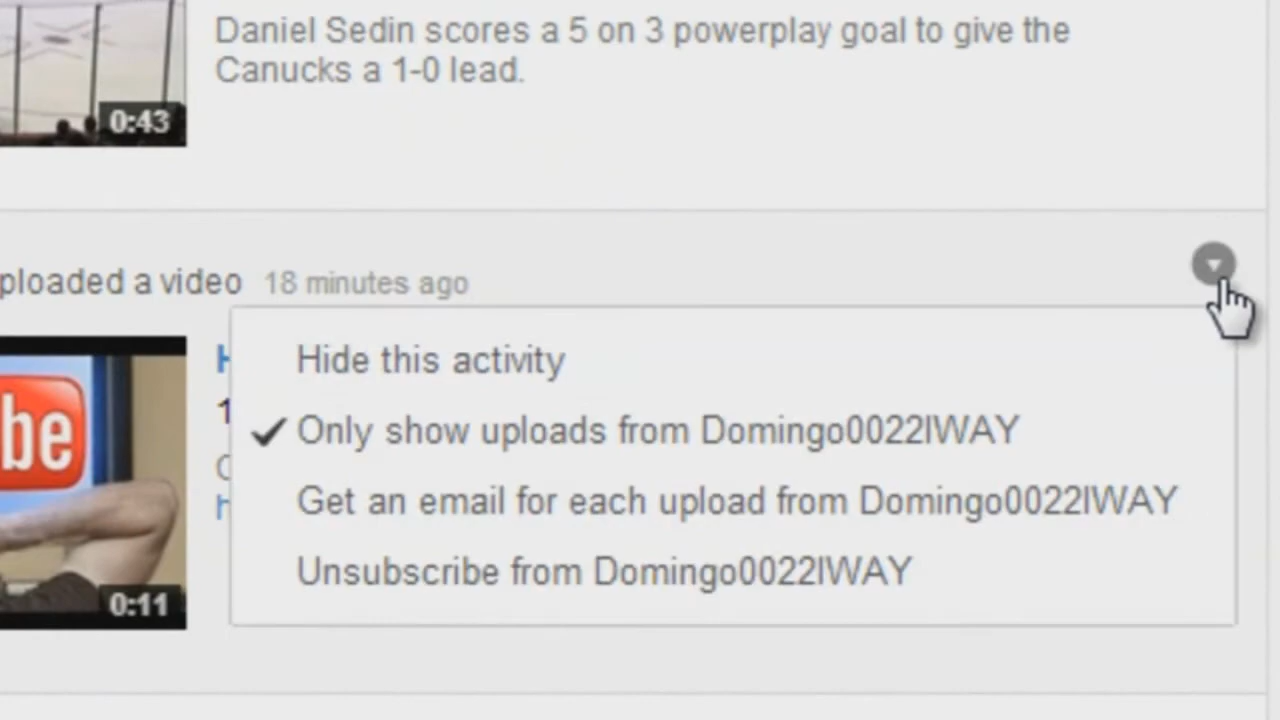 Daniel Sedin scores a 5 on 3 powerplay goal to give the
Canucks a 1-0 lead.
0:43
ploaded a video 18 minutes ago
Hide this activity
Only show uploads from Domingo0022IWAY
Get an email for each upload from Domingo0022IWAY
Unsubscribe from Domingo0022IWAY
be
0:11